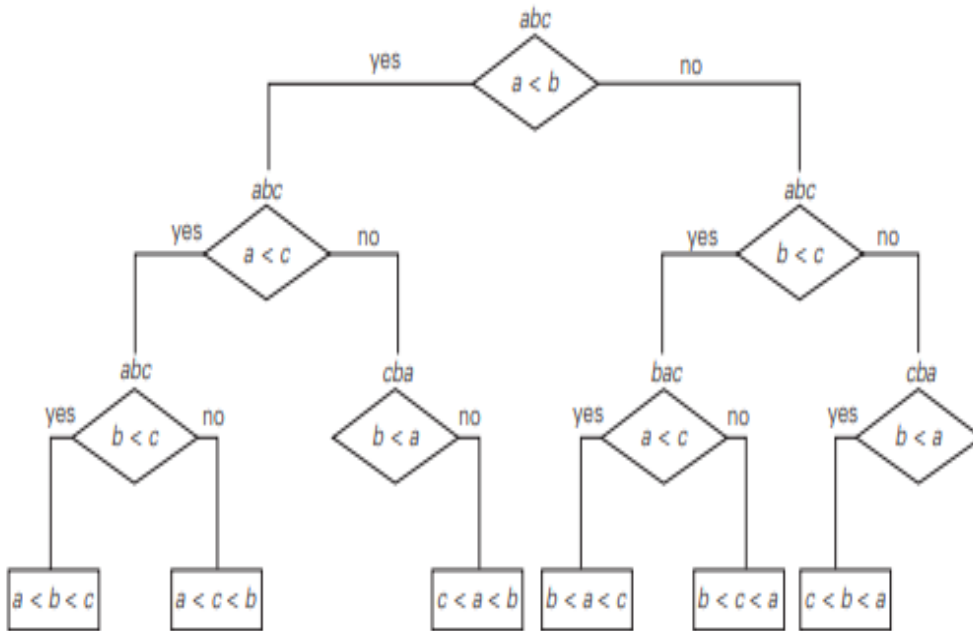 abc
yes
a < b
no
abc
abc
yes
a < c
no
yes
b < c
no
abc
cba
bac
cba
yes
b < c
no
b < a
no
yes
a < c
no
yes
b < a
a < b < c
a < c < b
c < a < b
b < a < c
b < c < a
c < b < a